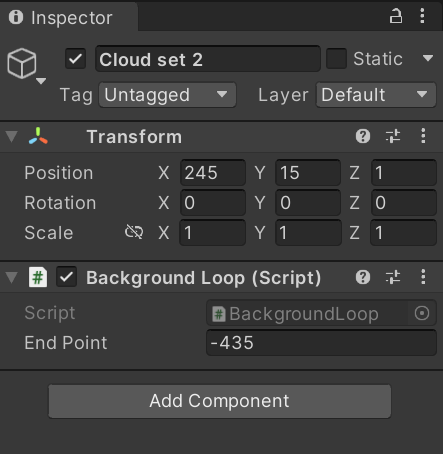 Inspector
Cloud set 2 Static
Tag Untagged Layer Default
Transform
Position X 245 Y 15 Z 1
Rotation X 0 Y 0 Z 0
Scale X 1 Y 1 Z 1
# Background Loop (Script)
Script # BackgroundLoop
End Point -435
Add Component